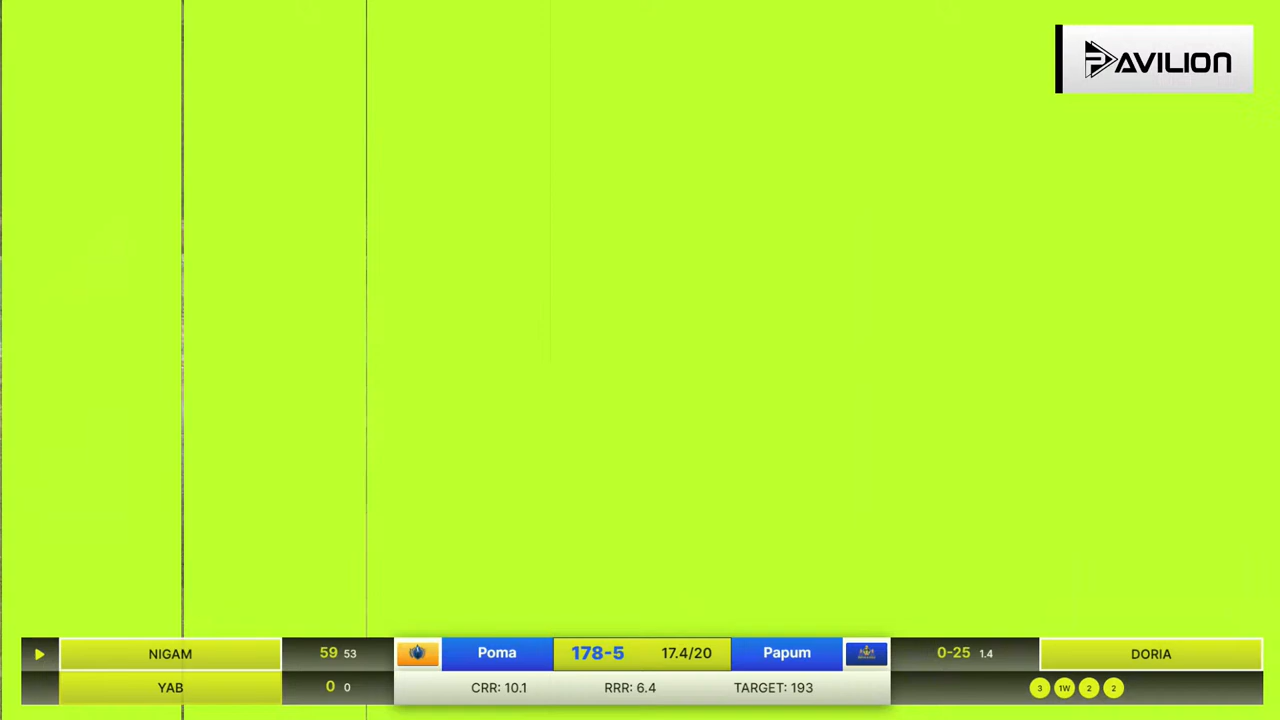 PAVILION
NIGAM 59 53 Poma 178-5 17.4/20 Papum 0-25 1.4 DORIA
YAB 0 0 CRR: 10.1 RRR: 6.4 TARGET: 193 3 1W 2 2